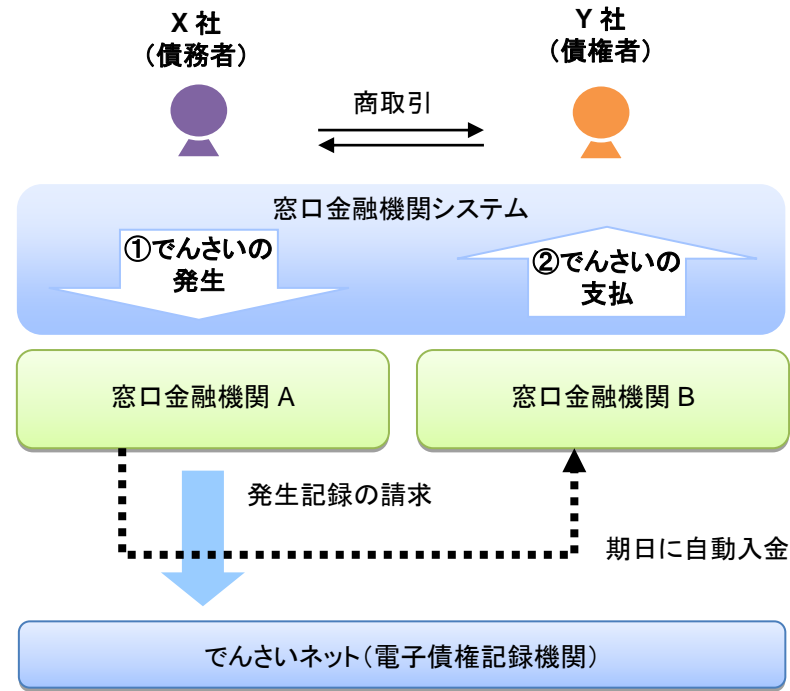 X 社
（債務者）
Y 社
（債権者）
商取引
窓口金融機関システム
①でんさいの
発生
②でんさいの
支払
窓口金融機関 A
窓口金融機関 B
発生記録の請求
期日に自動入金
でんさいネット（電子債権記録機関）